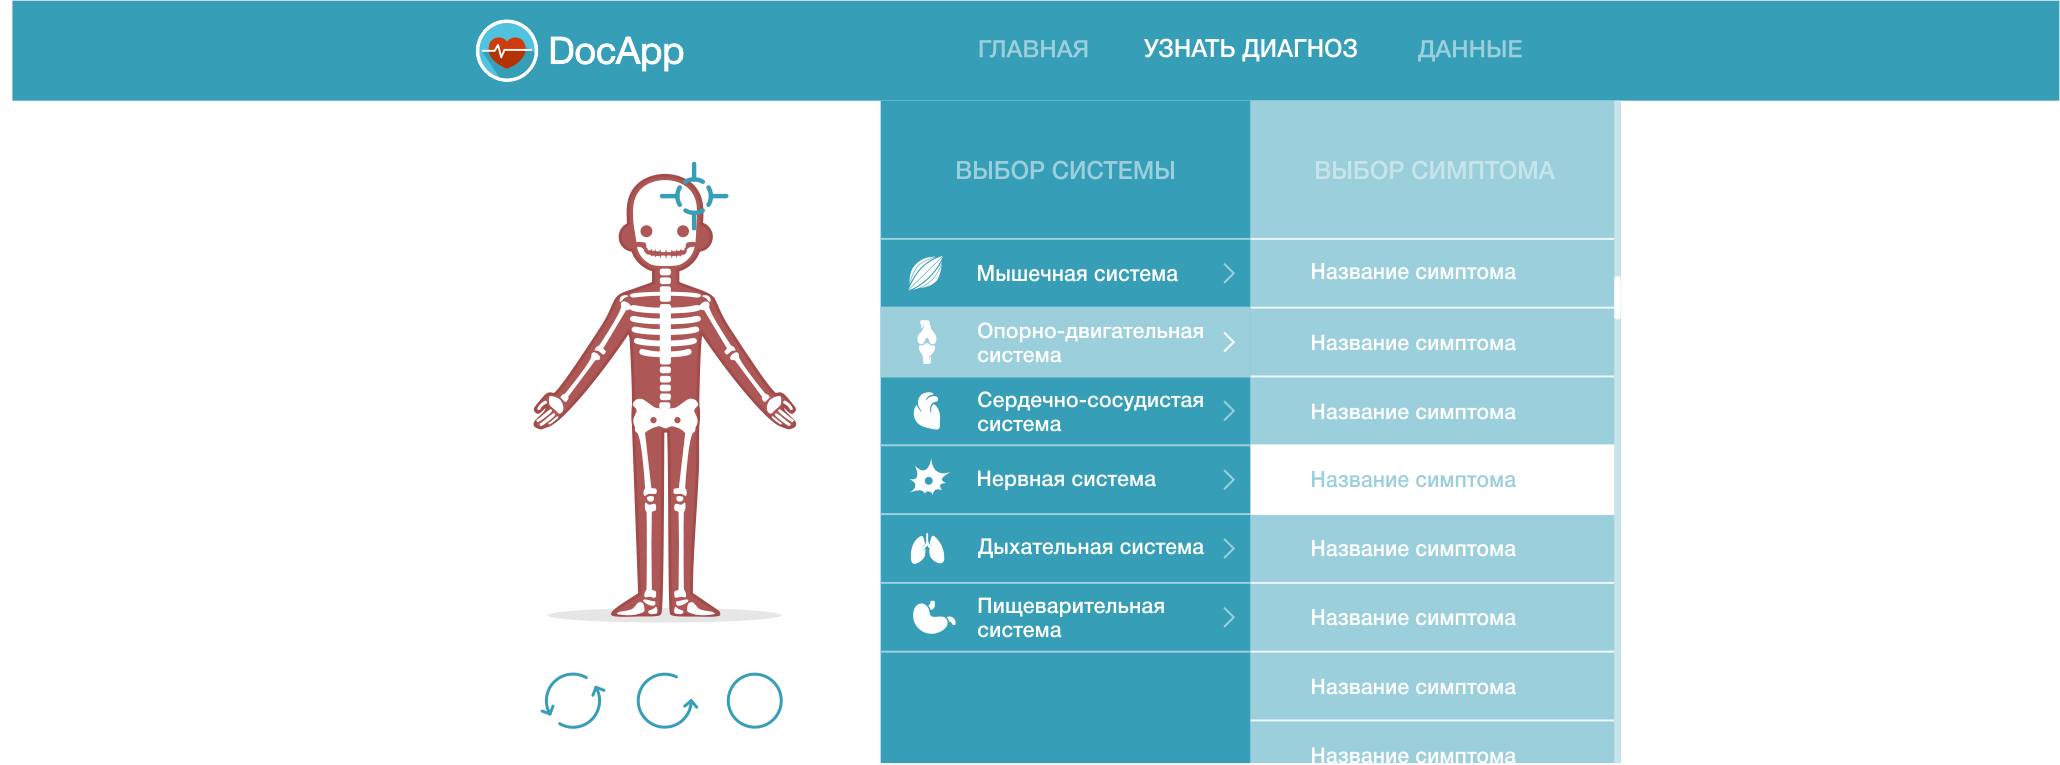 DocApp
ГЛАВНАЯ
УЗНАТЬ ДИАГНОЗ
ДАННЫЕ
ВЫБОР СИСТЕМЫ
Мышечная система
Опорно-двигательная
система
Сердечно-сосудистая
система
Нервная система
Дыхательная система
Пищеварительная
система
ВЫБОР СИМПТОМА
Название симптома
Название симптома
Название симптома
Название симптома
Название симптома
Название симптома
Название симптома
Название симптома